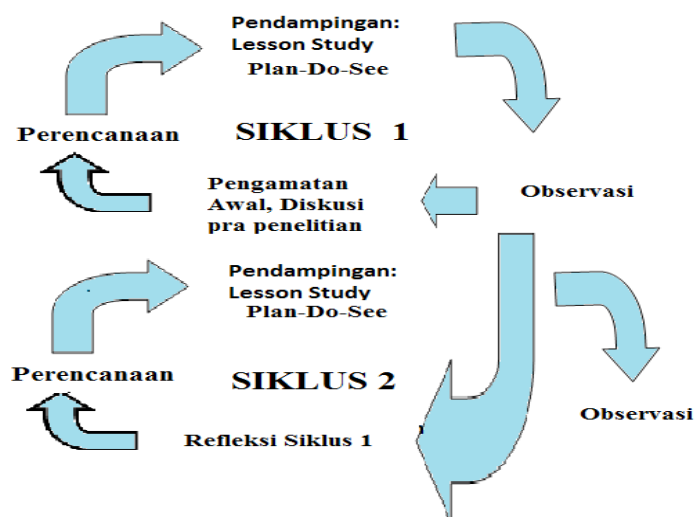 Pendampingan:
Lesson Study
Plan-Do-See
Perencanaan
SIKLUS 1
Pengamatan
Awal, Diskusi
pra penelitian
Observasi
Pendampingan:
Lesson Study
Plan-Do-See
Perencanaan
SIKLUS 2
Observasi
Refleksi Siklus 1